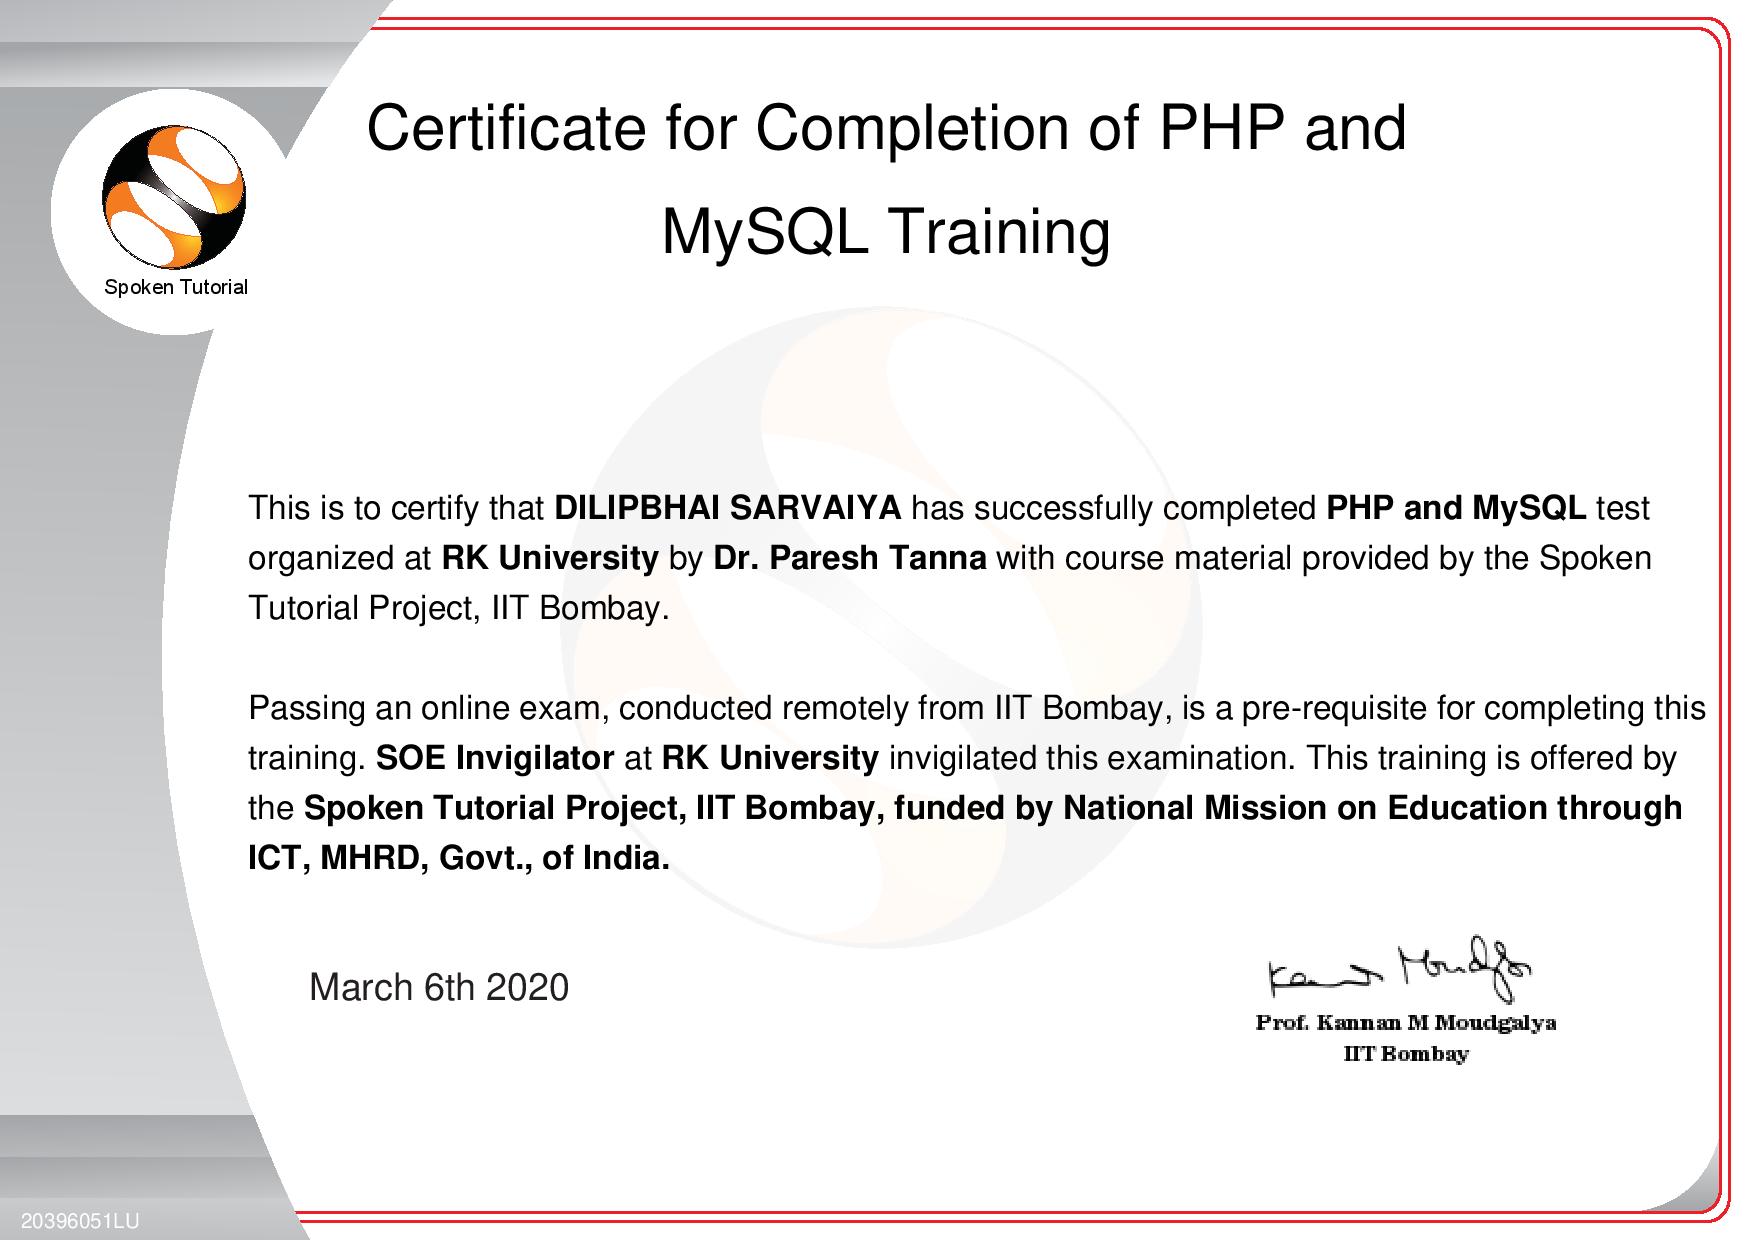 Certificate for Completion of PHP and
MySQL Training
Spoken Tutorial
This is to certify that DILIPBHAI SARVAIYA has successfully completed PHP and MySQL test
organized at RK University by Dr. Paresh Tanna with course material provided by the Spoken
Tutorial Project, IIT Bombay.
Passing an online exam, conducted remotely from IIT Bombay, is a pre-requisite for completing this
training. SOE Invigilator at RK University invigilated this examination. This training is offered by
the Spoken Tutorial Project, IIT Bombay, funded by National Mission on Education through
ICT, MHRD, Govt., of India.
March 6th 2020
Kannan Moudgalya
Prof. Kannan M Moudgalya
IIT Bombay
20396051LU